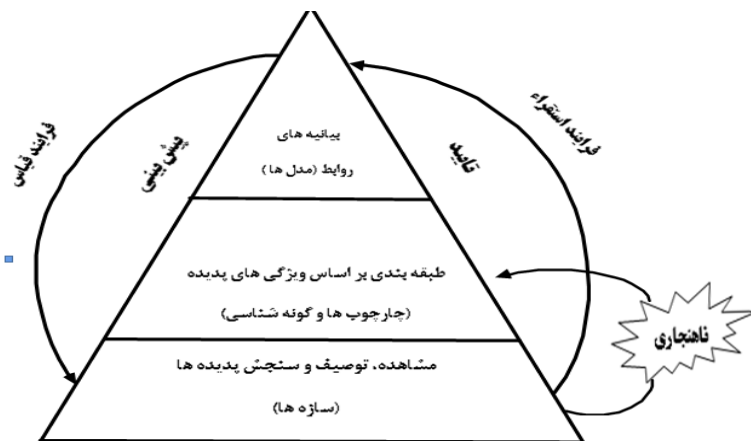 بیانیه های
روابط (مدل ها)
طبقه بندی بر اساس ویژگی های پدیده
(چارچوب ها و گونه شناسی)
مشاهده، توصیف و سنجش پدیده ها
(سازه ها)
فرایند استقراء
تایید
پیش بینی
فرایند قیاس
ناهنجاری